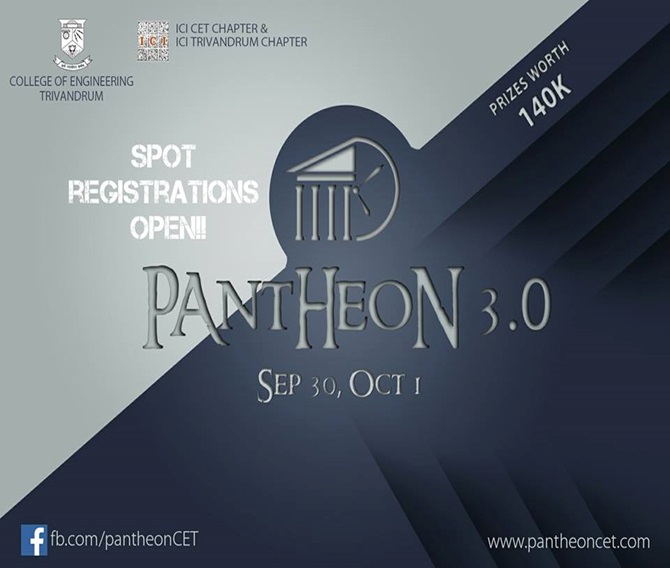 COLLEGE OF ENGINEERING
TRIVANDRUM
ICI
ICI CET CHAPTER &
ICI TRIVANDRUM CHAPTER
PRIZES WORTH
140K
SPOT
REGISTRATIONS
OPEN!!
PANTHEON 3.0
SEP 30, OCT 1
fb.com/pantheonCET
www.pantheoncet.com